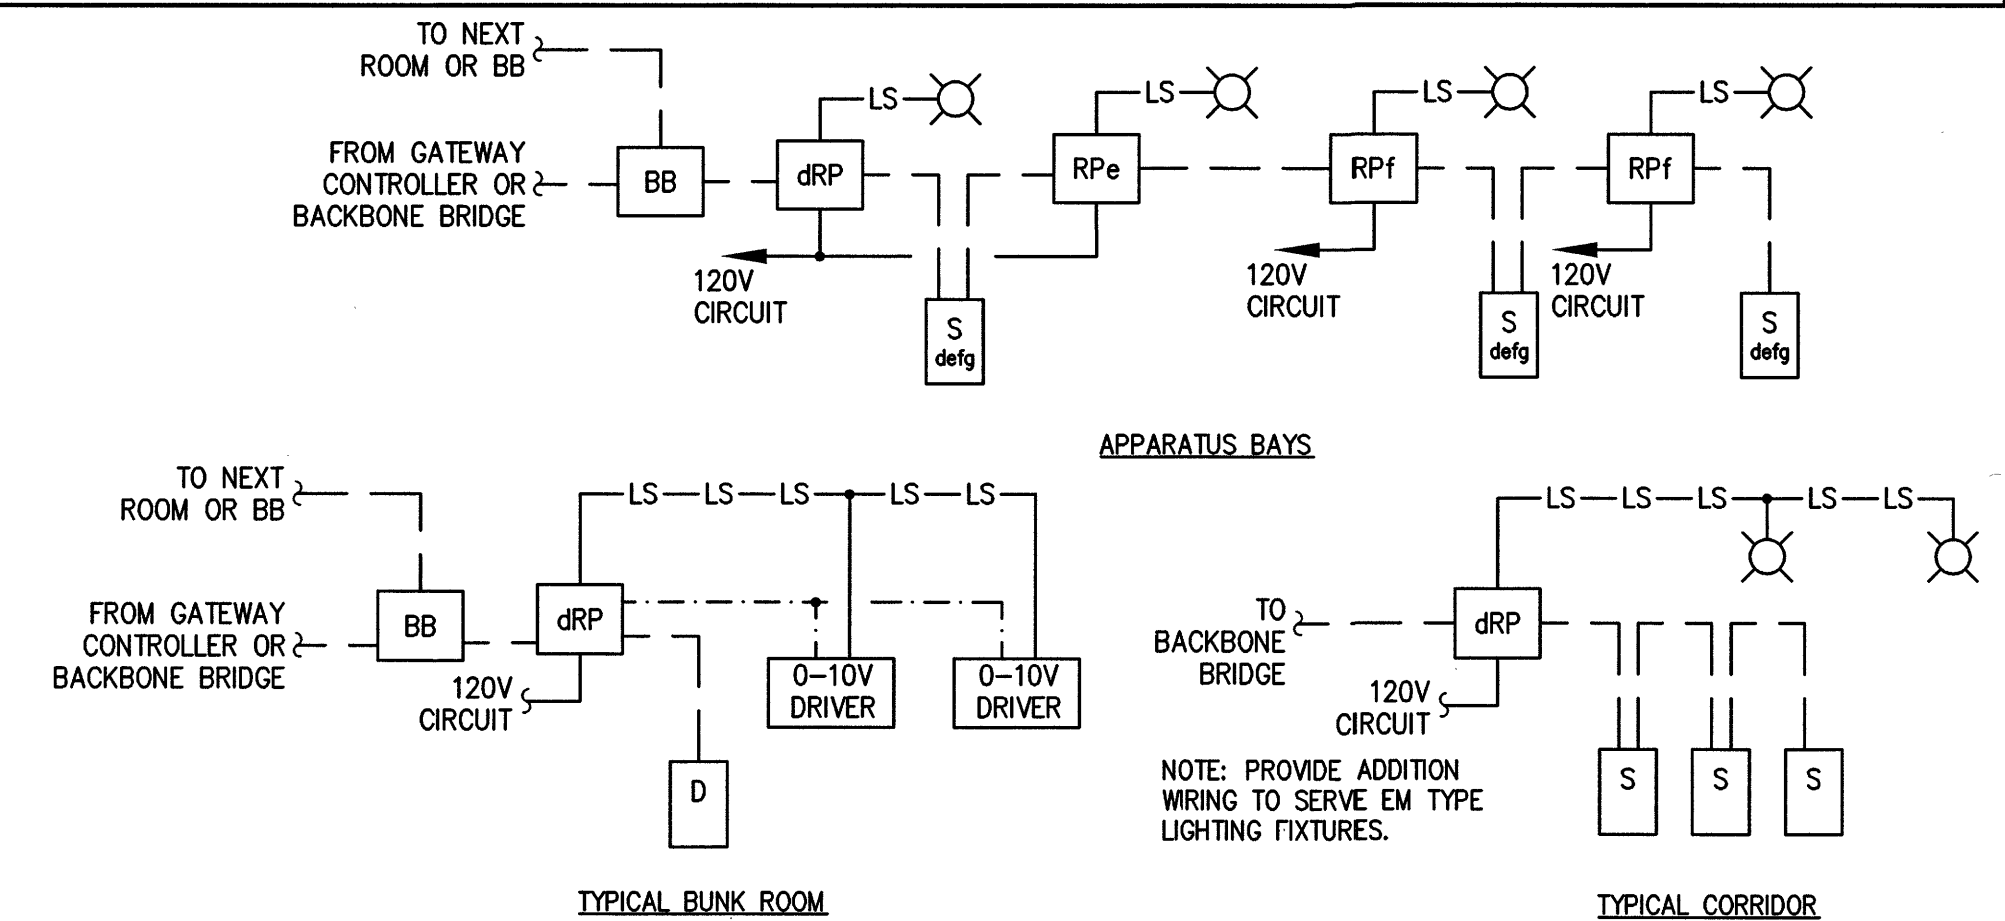 TO NEXT
ROOM OR BB
LS
LS
LS
LS
FROM GATEWAY
CONTROLLER OR
BACKBONE BRIDGE
BB
dRP
RPe
RPf
RPf
120V
CIRCUIT
120V
CIRCUIT
120V
CIRCUIT
S
defg
S
defg
S
defg
APPARATUS BAYS
TO NEXT
ROOM OR BB
LS LS LS LS LS
FROM GATEWAY
CONTROLLER OR
BACKBONE BRIDGE
BB
dRP
120V
CIRCUIT
0-10V
DRIVER
0-10V
DRIVER
D
TYPICAL BUNK ROOM
LS LS LS LS LS
TO
BACKBONE
BRIDGE
dRP
120V
CIRCUIT
NOTE: PROVIDE ADDITION
WIRING TO SERVE EM TYPE
LIGHTING FIXTURES.
S
S
S
TYPICAL CORRIDOR